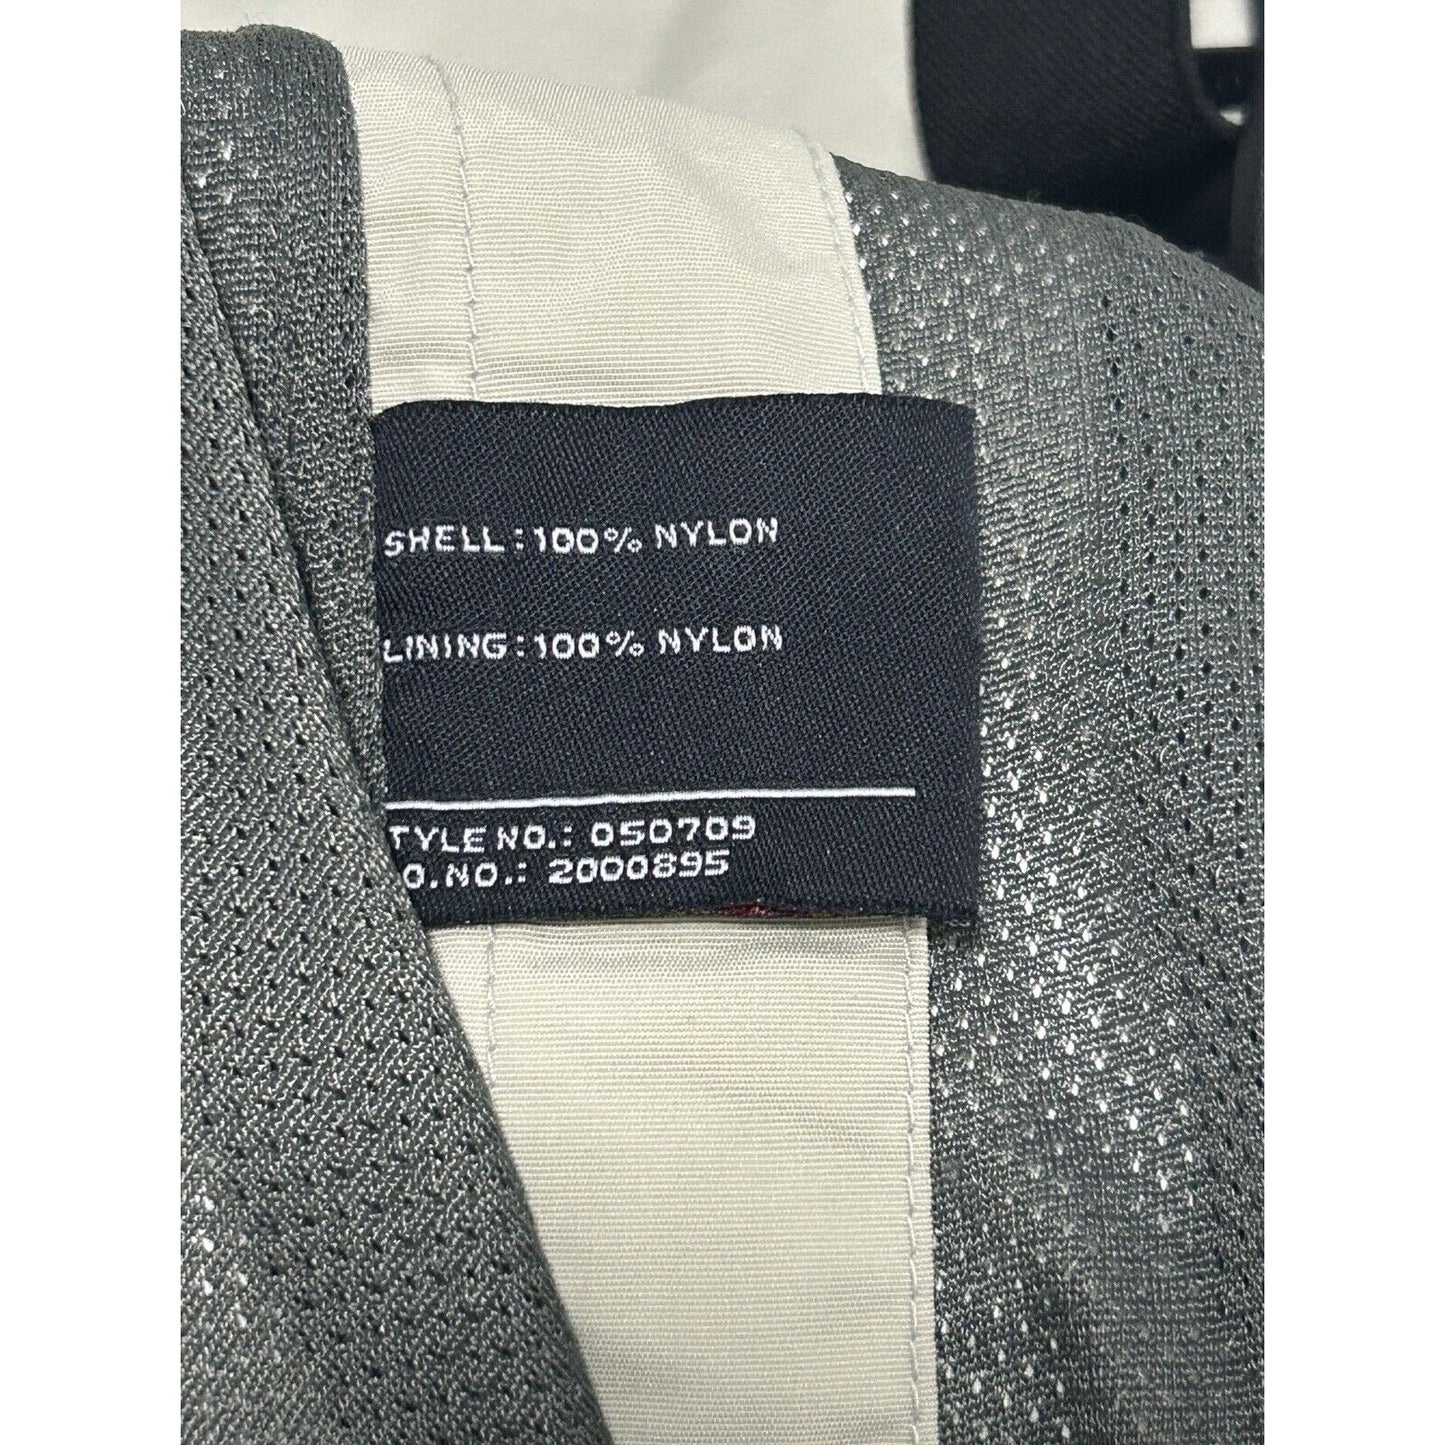 SHELL:100% NYLON
LINING:100% NYLON
TYLE NO.: 050709
O.NO.: 2000895